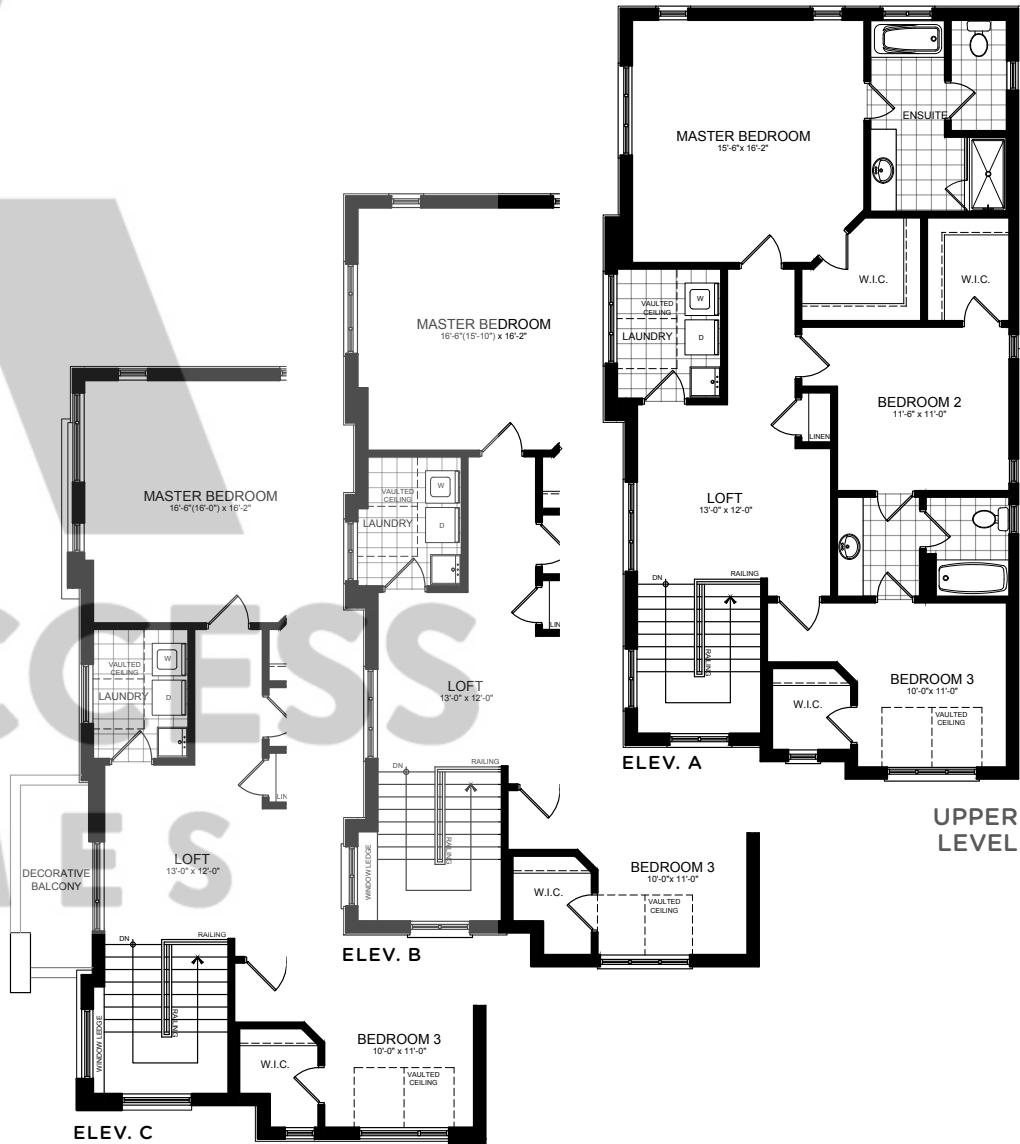 MASTER BEDROOM
15'-6"x 16'-2"
ENSUITE
W.I.C.
W.I.C.
VAULTED
CEILING
W
LAUNDRY
D
BEDROOM 2
11'-6" x 11'-0"
LINEN
LOFT
13'-0" x 12'-0"
DN
RAILING
RAILING
BEDROOM 3
10'-0"x 11'-0"
W.I.C.
VAULTED
CEILING
ELEV. A
UPPER
LEVEL
MASTER BEDROOM
16'-6"(15'-10") x 16'-2"
VAULTED
CEILING
W
LAUNDRY
D
LIN
LOFT
13'-0" x 12'-0"
DN
RAILING
RAILING
WINDOW LEDGE
BEDROOM 3
10'-0"x 11'-0"
W.I.C.
VAULTED
CEILING
ELEV. B
MASTER BEDROOM
16'-6"(16'-0") x 16'-2"
VAULTED
CEILING
W
LAUNDRY
D
LIN
LOFT
13'-0" x 12'-0"
DECORATIVE
BALCONY
DN
RAILING
RAILING
WINDOW LEDGE
BEDROOM 3
10'-0" x 11'-0"
W.I.C.
VAULTED
CEILING
ELEV. C
CCESS
MES